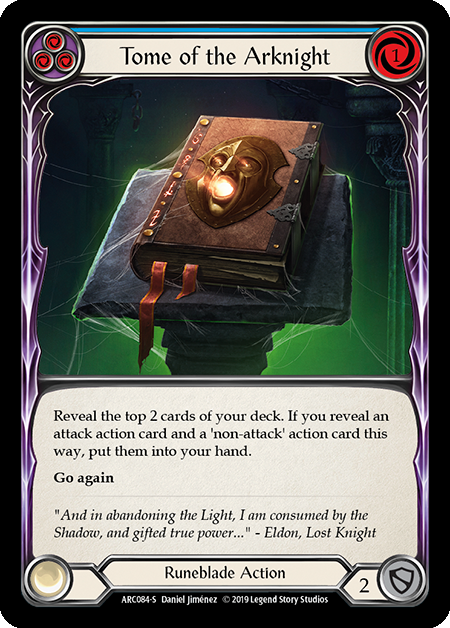 Tome of the Arknight
1
Reveal the top 2 cards of your deck. If you reveal an
attack action card and a 'non-attack' action card this
way, put them into your hand.
Go again
"And in abandoning the Light, I am consumed by the
Shadow, and gifted true power..." - Eldon, Lost Knight
Runeblade Action
2
ARC084-S Daniel Jiménez © 2019 Legend Story Studios